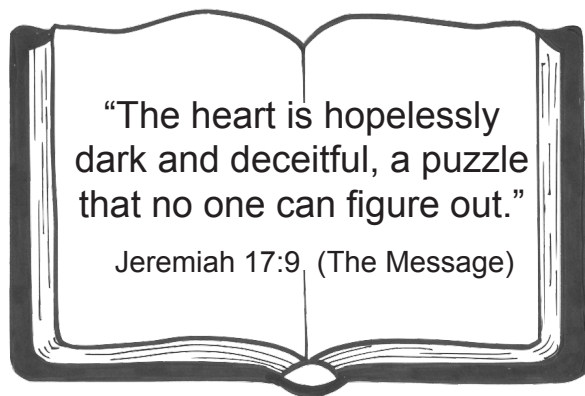 “The heart is hopelessly
dark and deceitful, a puzzle
that no one can figure out.”
Jeremiah 17:9 (The Message)